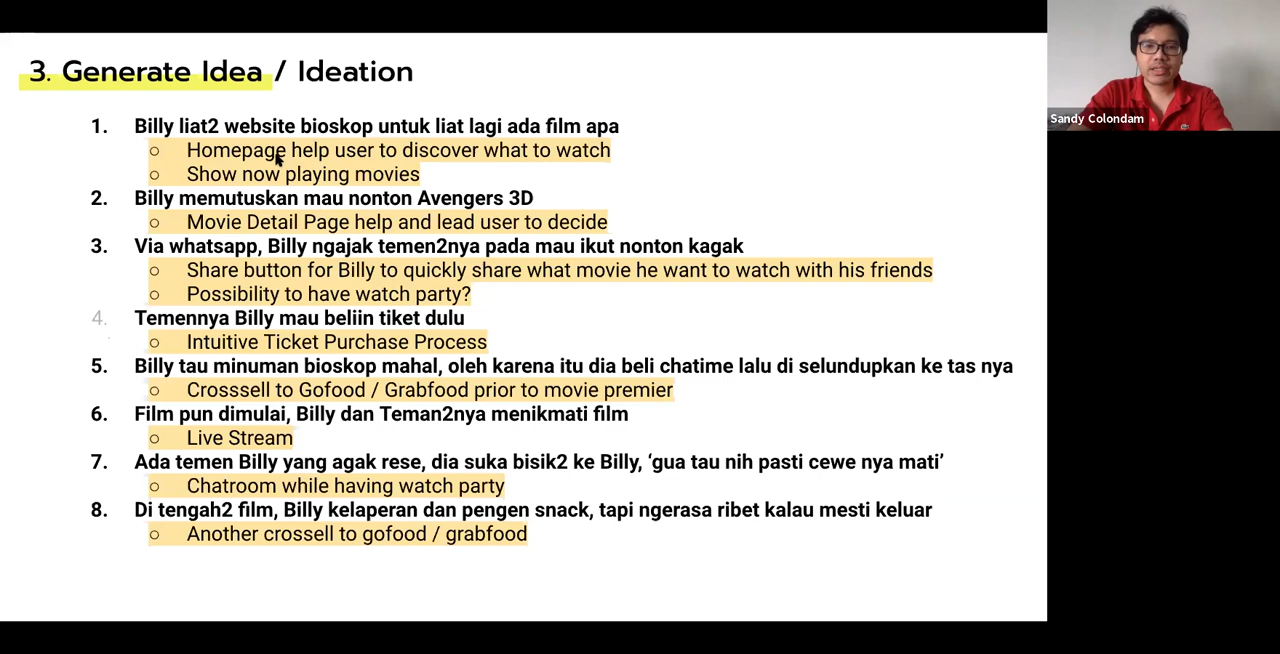 3. Generate Idea / Ideation
1. Billy liat2 website bioskop untuk liat lagi ada film apa
○ Homepage help user to discover what to watch
○ Show now playing movies
2. Billy memutuskan mau nonton Avengers 3D
○ Movie Detail Page help and lead user to decide
3. Via whatsapp, Billy ngajak temen2nya pada mau ikut nonton kagak
○ Share button for Billy to quickly share what movie he want to watch with his friends
○ Possibility to have watch party?
4. Temennya Billy mau beliin tiket dulu
○ Intuitive Ticket Purchase Process
5. Billy tau minuman bioskop mahal, oleh karena itu dia beli chatime lalu di selundupkan ke tas nya
○ Crosssell to Gofood / Grabfood prior to movie premier
6. Film pun dimulai, Billy dan Teman2nya menikmati film
○ Live Stream
7. Ada temen Billy yang agak rese, dia suka bisik2 ke Billy, ‘gua tau nih pasti cewe nya mati’
○ Chatroom while having watch party
8. Di tengah2 film, Billy kelaperan dan pengen snack, tapi ngerasa ribet kalau mesti keluar
○ Another crossell to gofood / grabfood
Sandy Colondam